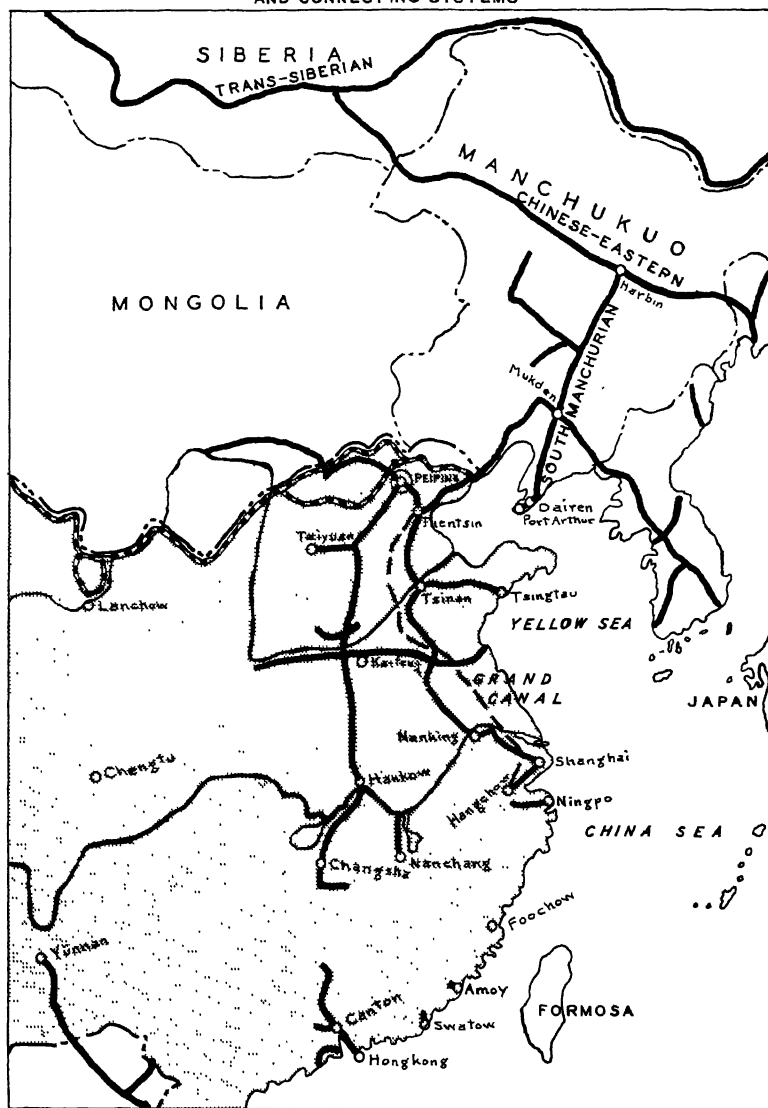 AND CONNECTING SYSTEMS
SIBERIA
TRANS-SIBERIAN
MANCHUKUO
CHINESE-EASTERN
Harbin
MONGOLIA
SOUTH MANCHURIAN
Mukden
PEIPING
Dairen
Port Arthur
Tientsin
Taiyuan
Tsinan
Tsingtau
Lanchow
YELLOW SEA
Kaifeng
GRAND
CANAL
JAPAN
Nanking
Shanghai
Chengtu
Hankow
Hangchow
Ningpo
CHINA SEA
Changsha
Nanchang
Foochow
Yunnan
Amoy
FORMOSA
Canton
Swatow
Hongkong